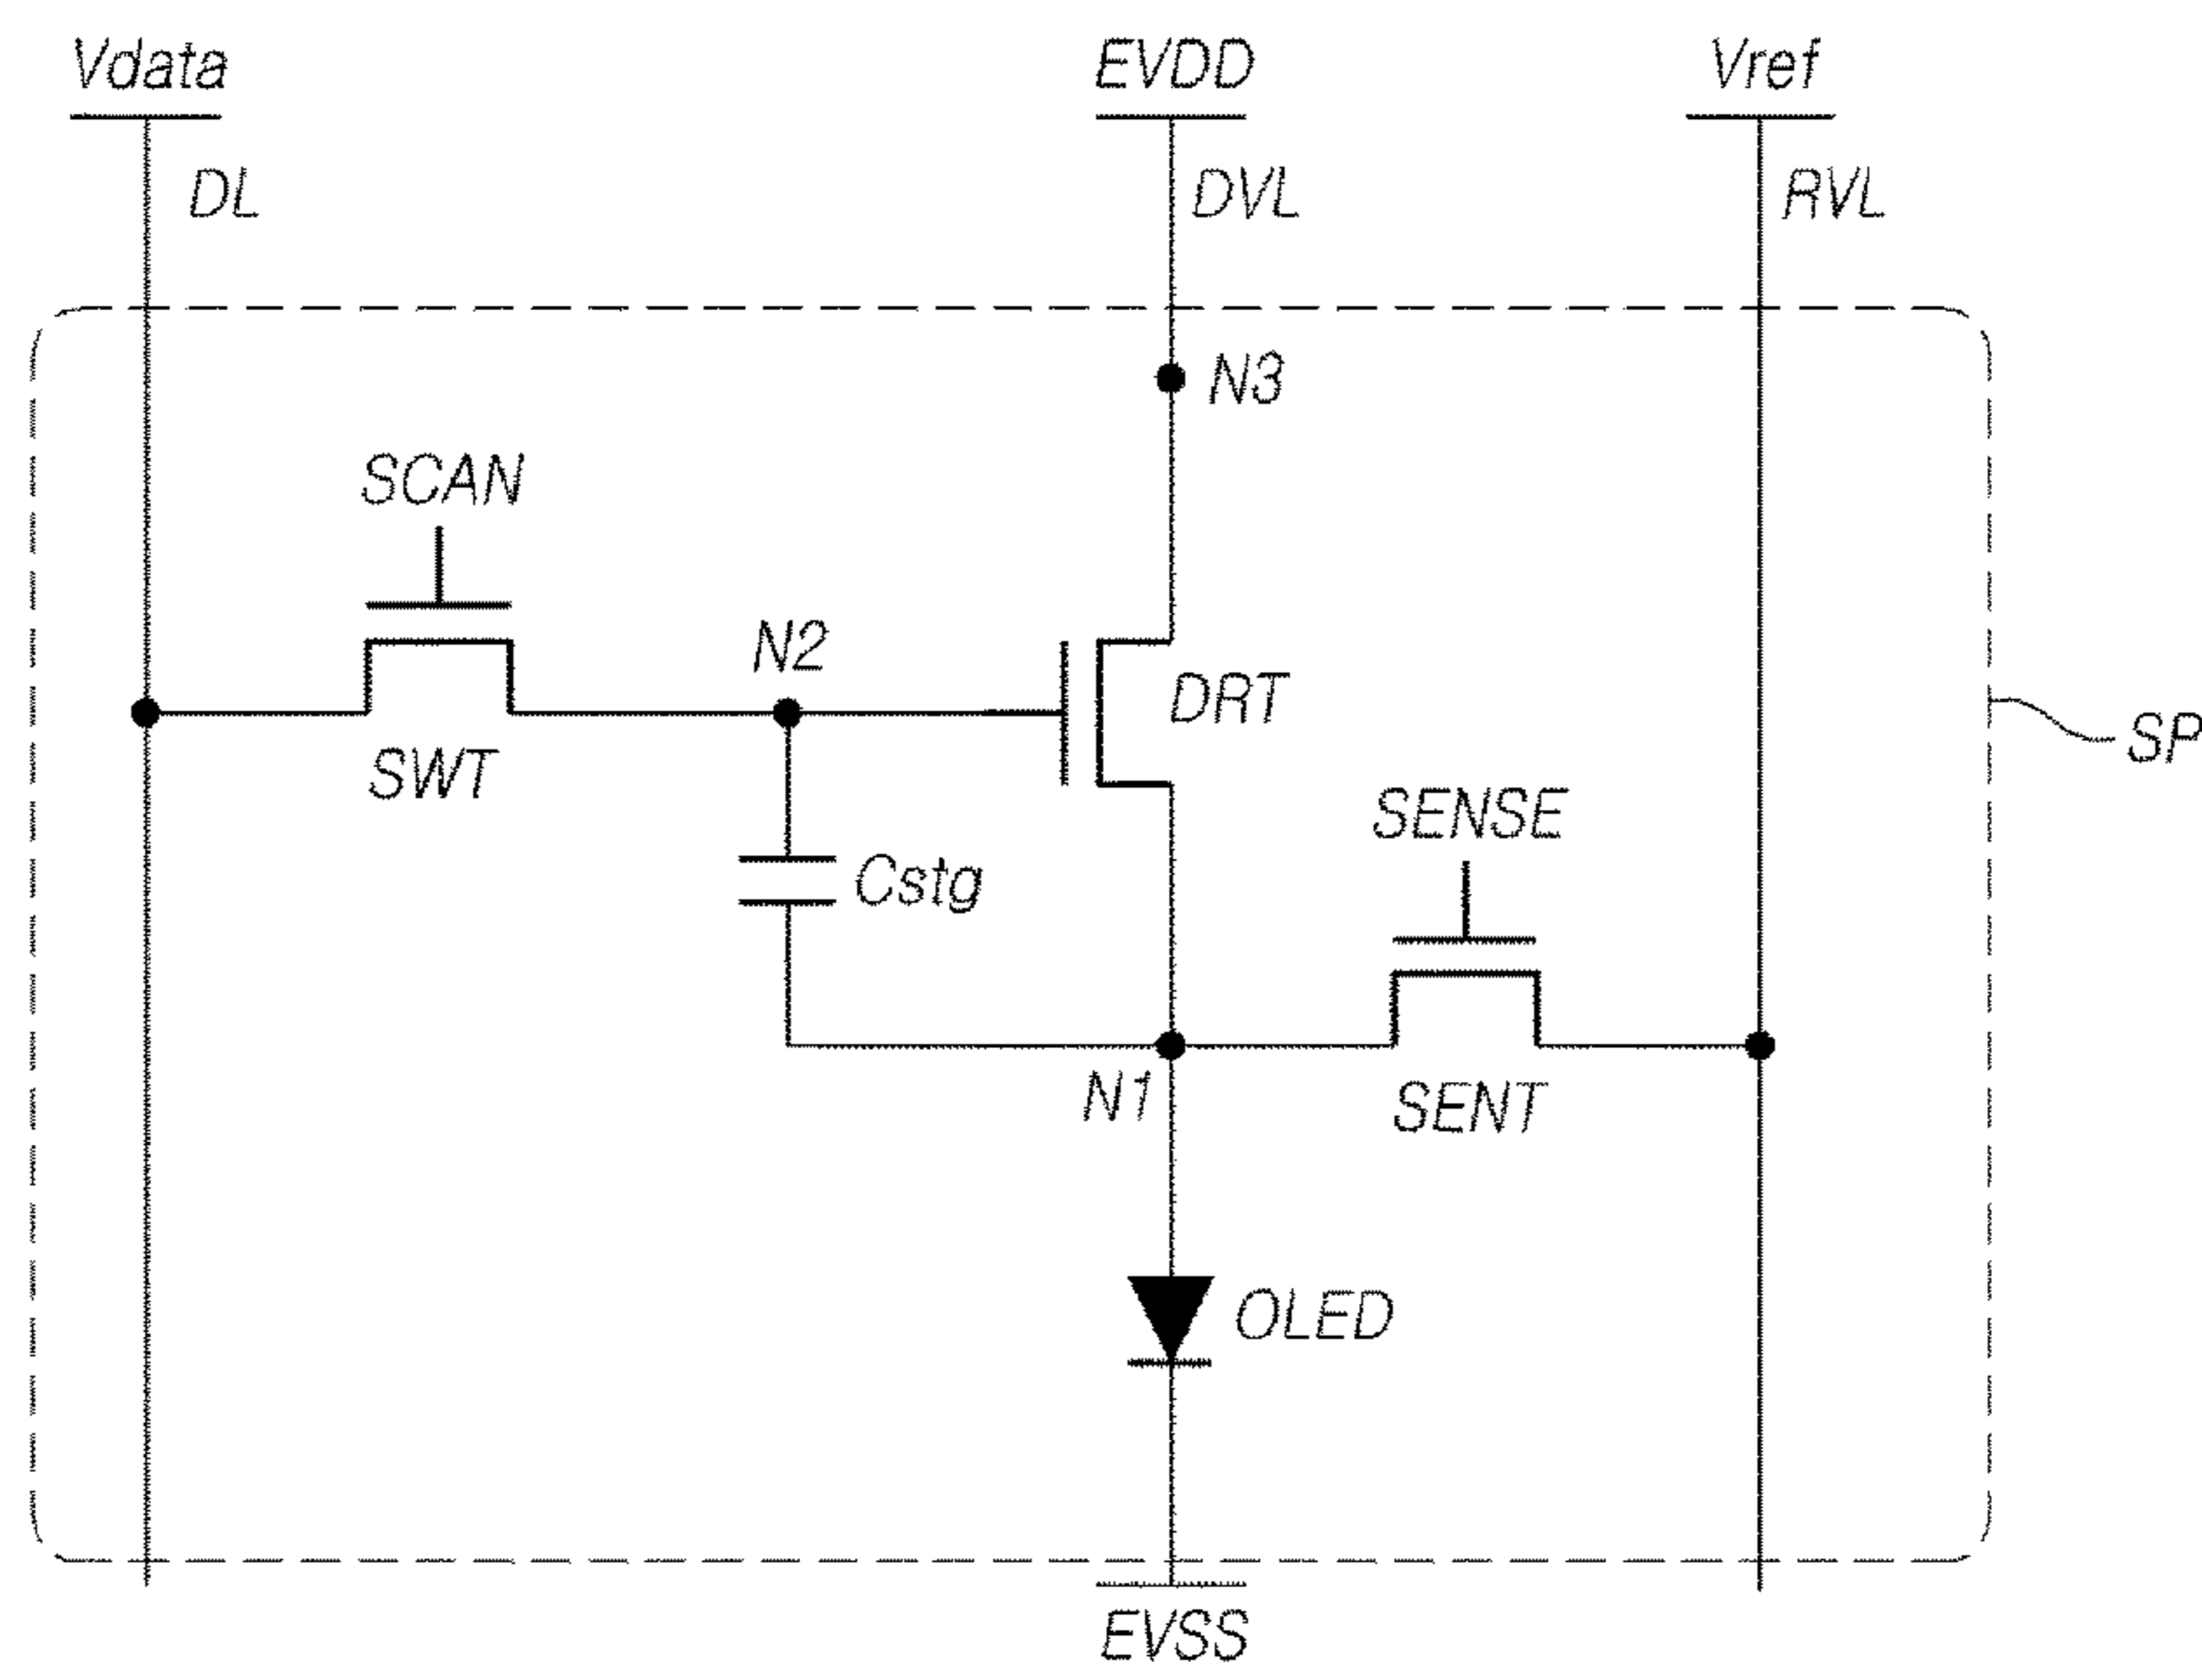 Vdata
EVDD
Vref
DL
DVL
RVL
N3
SCAN
N2
DRT
SWT
SP
SENSE
Cstg
N1
SENT
OLED
EVSS